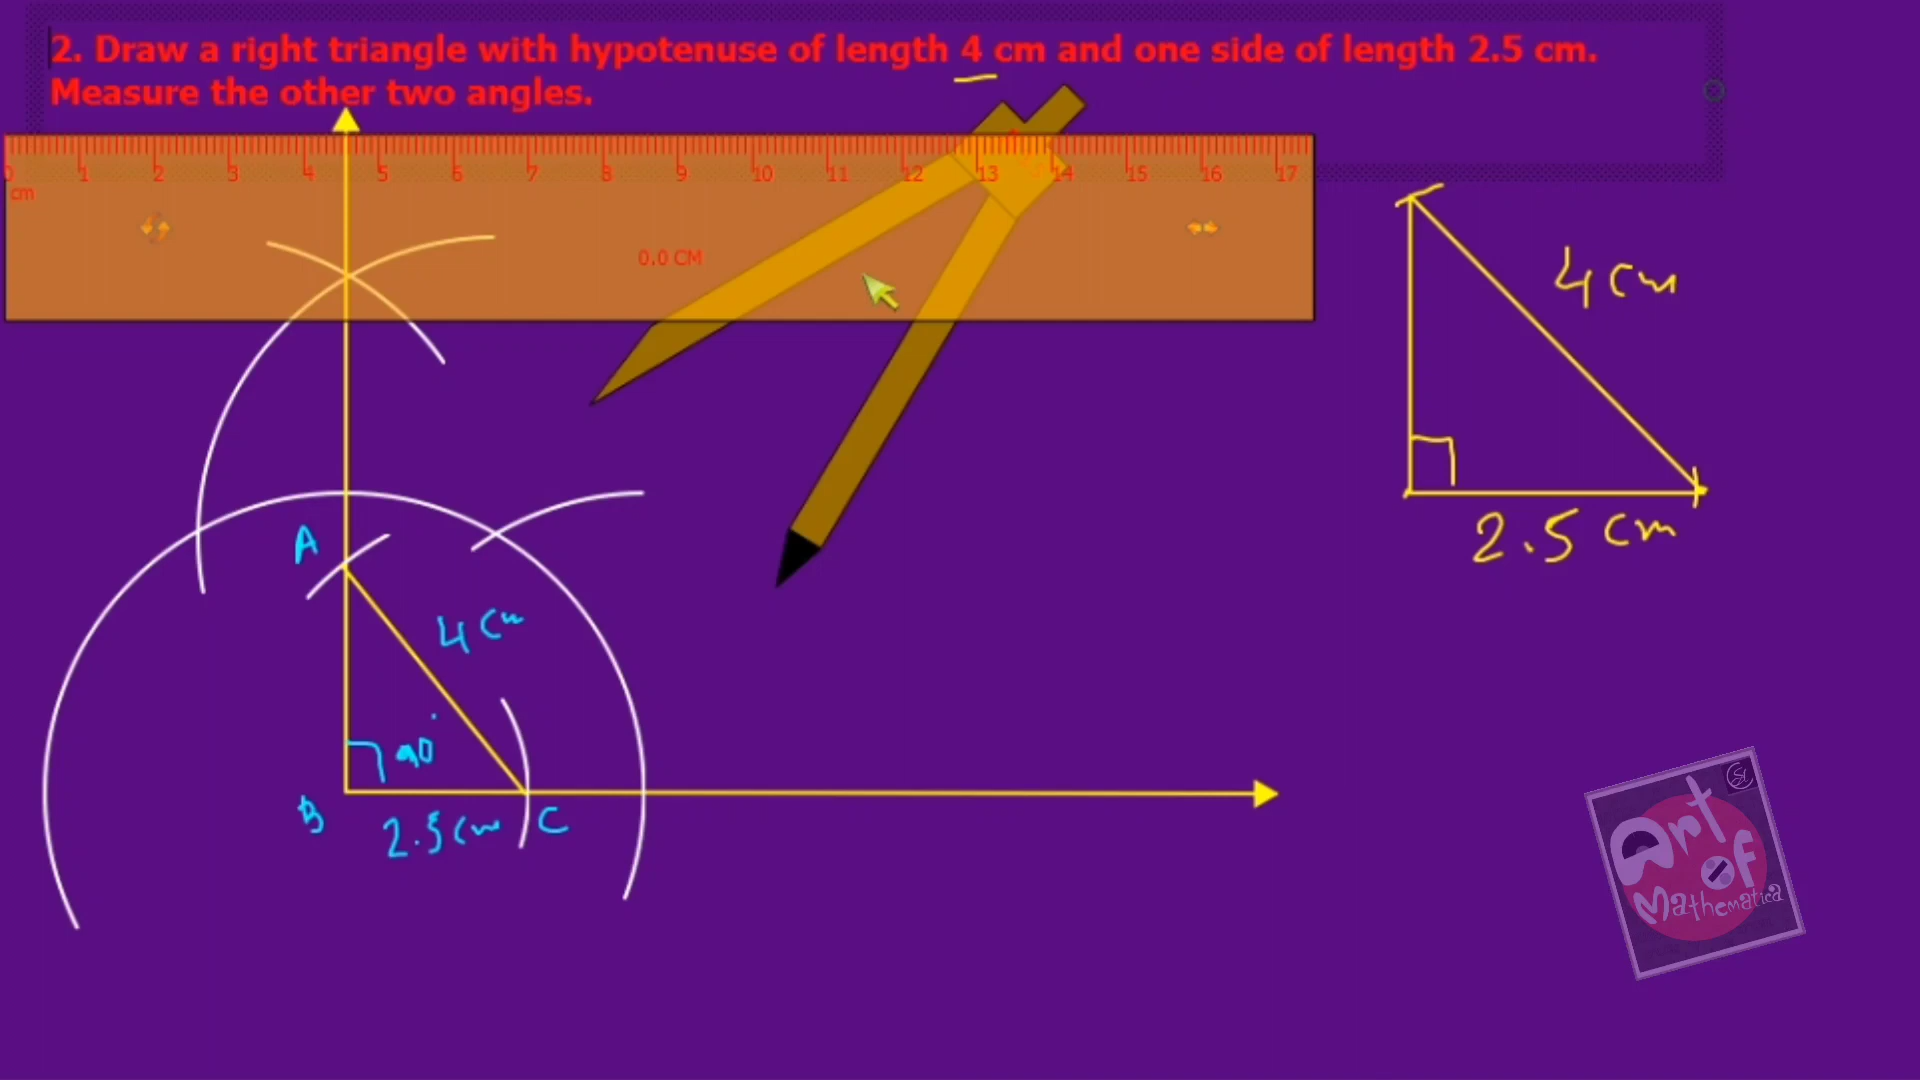 2. Draw a right triangle with hypotenuse of length 4 cm and one side of length 2.5 cm.
Measure the other two angles.
0 1 2 3 4 5 6 7 8 9 10 11 12 13 14 15 16 17
cm
0.0 CM
4 cm
2.5 cm
A
4 cm
90°
B
2.5 cm
C
Art
Of
Mathematica